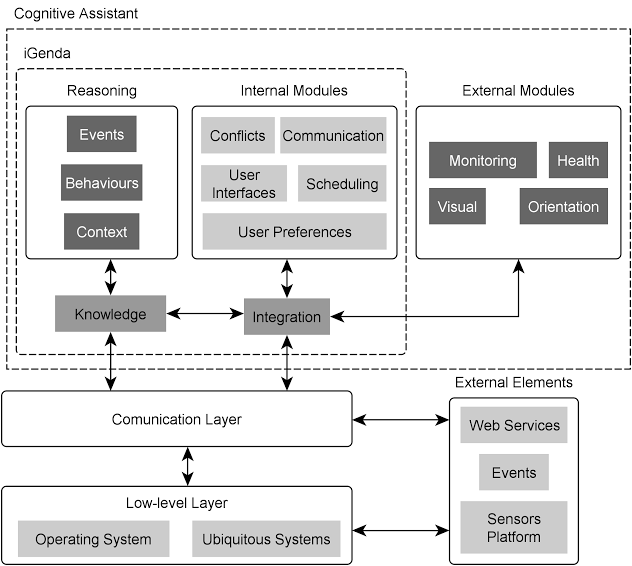 Cognitive Assistant
iGenda
Reasoning
Internal Modules
External Modules
Events
Behaviours
Context
Conflicts
Communication
User
Interfaces
Scheduling
User Preferences
Monitoring
Health
Visual
Orientation
Knowledge
Integration
Comunication Layer
Low-level Layer
Operating System
Ubiquitous Systems
External Elements
Web Services
Events
Sensors
Platform